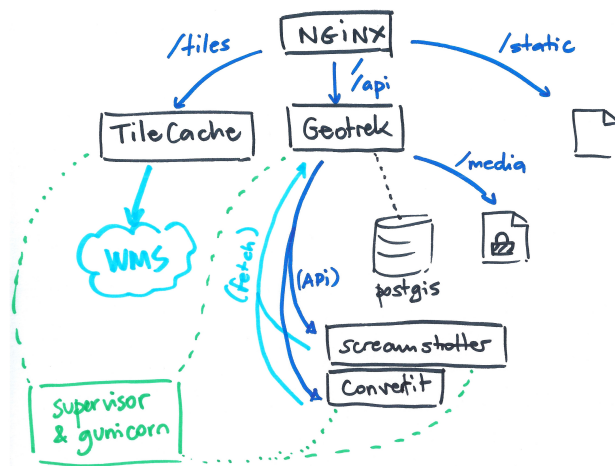 NGiNX
/tiles
/static
/
/api
TileCache
Geotrek
/media
WMS
(fetch)
(API)
postgis
screamshotter
Convertit
supervisor
& gunicorn